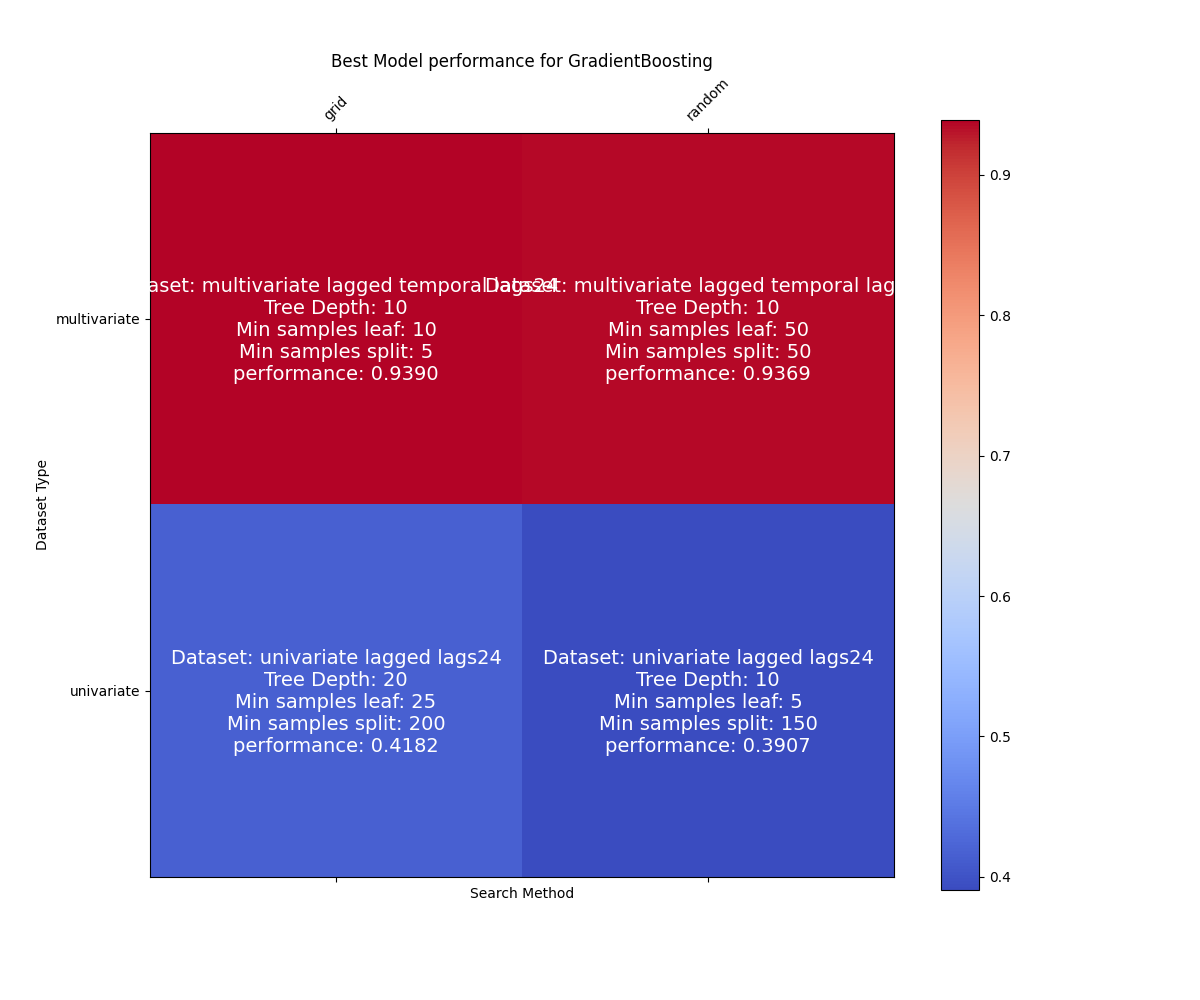 Best Model performance for GradientBoosting
grid
random
aset: multivariate lagged temporal lags24
Dataset: multivariate lagged temporal lag
Tree Depth: 10
Min samples leaf: 10
Min samples split: 5
performance: 0.9390
Tree Depth: 10
Min samples leaf: 50
Min samples split: 50
performance: 0.9369
multivariate
Dataset Type
univariate
Dataset: univariate lagged lags24
Tree Depth: 20
Min samples leaf: 25
Min samples split: 200
performance: 0.4182
Dataset: univariate lagged lags24
Tree Depth: 10
Min samples leaf: 5
Min samples split: 150
performance: 0.3907
Search Method
0.9
0.8
0.7
0.6
0.5
0.4